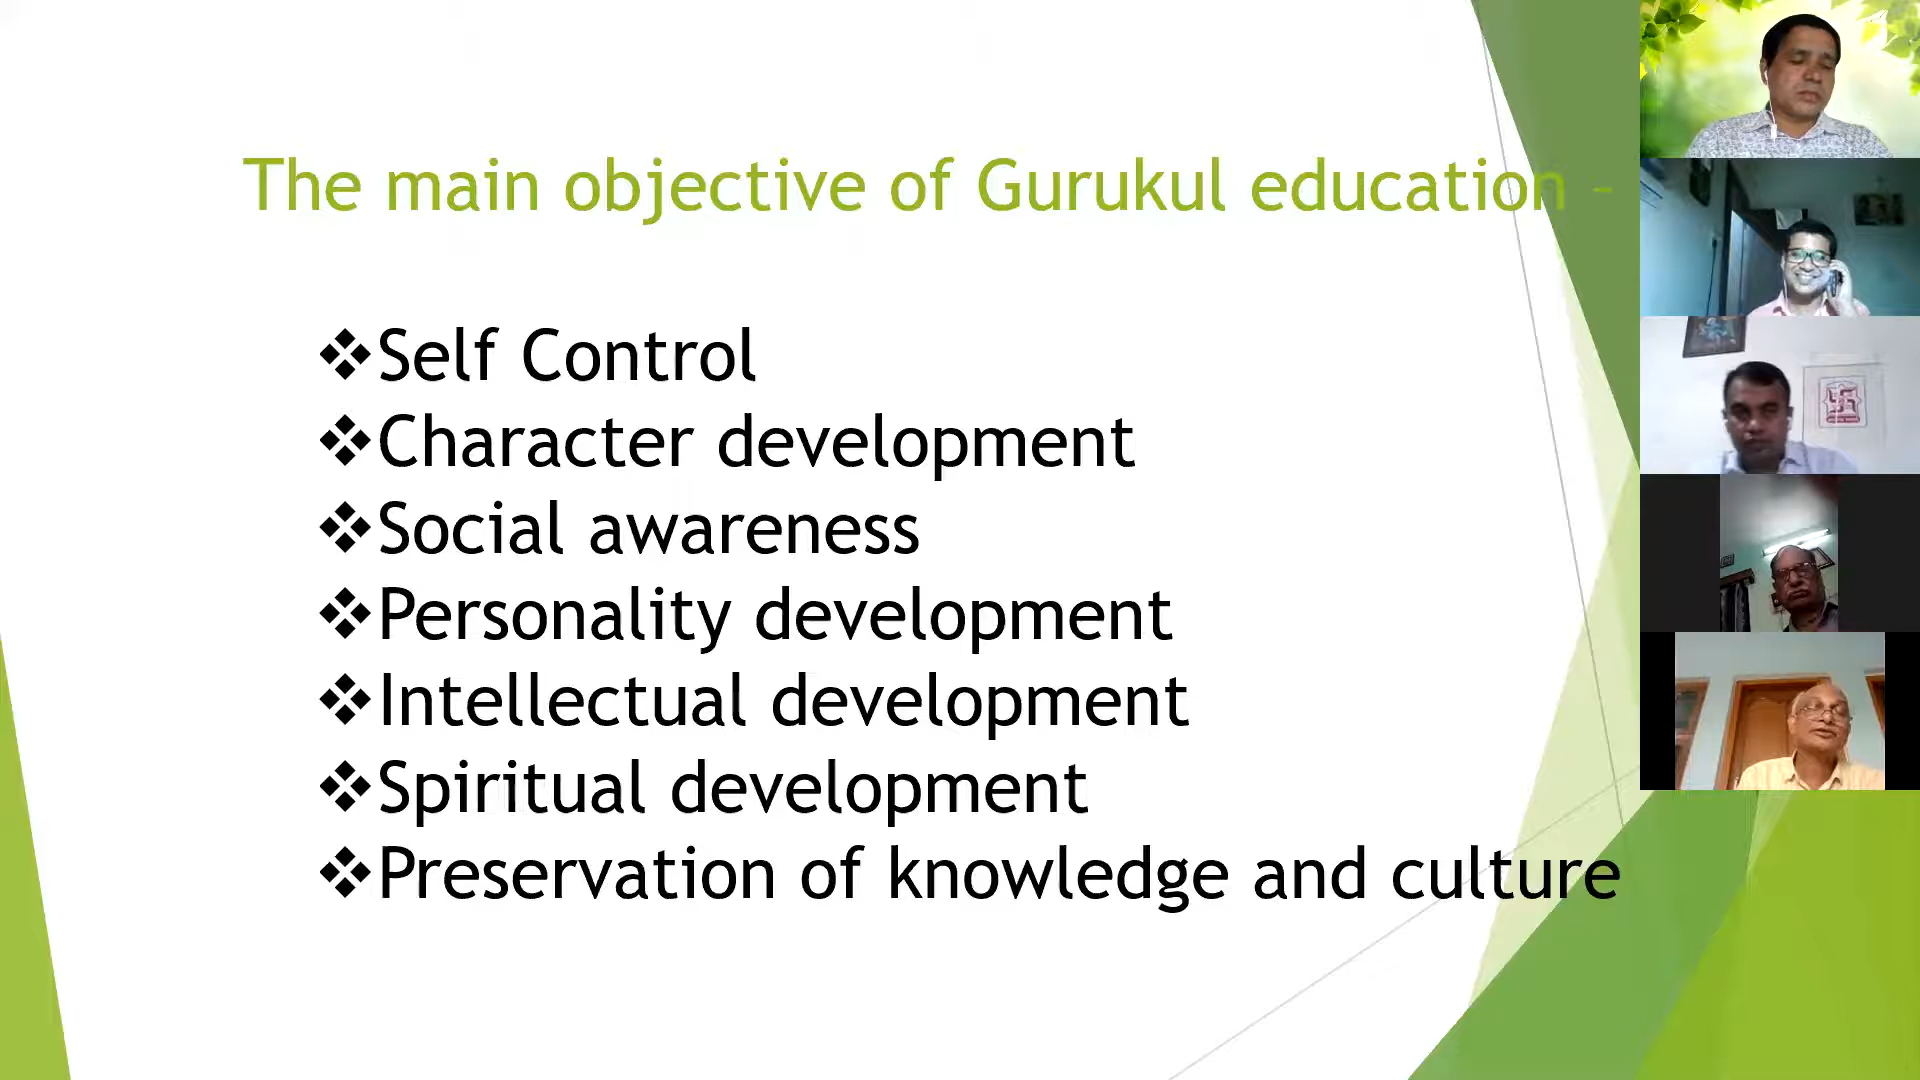 The main objective of Gurukul education –
❖Self Control
❖Character development
❖Social awareness
❖Personality development
❖Intellectual development
❖Spiritual development
❖Preservation of knowledge and culture